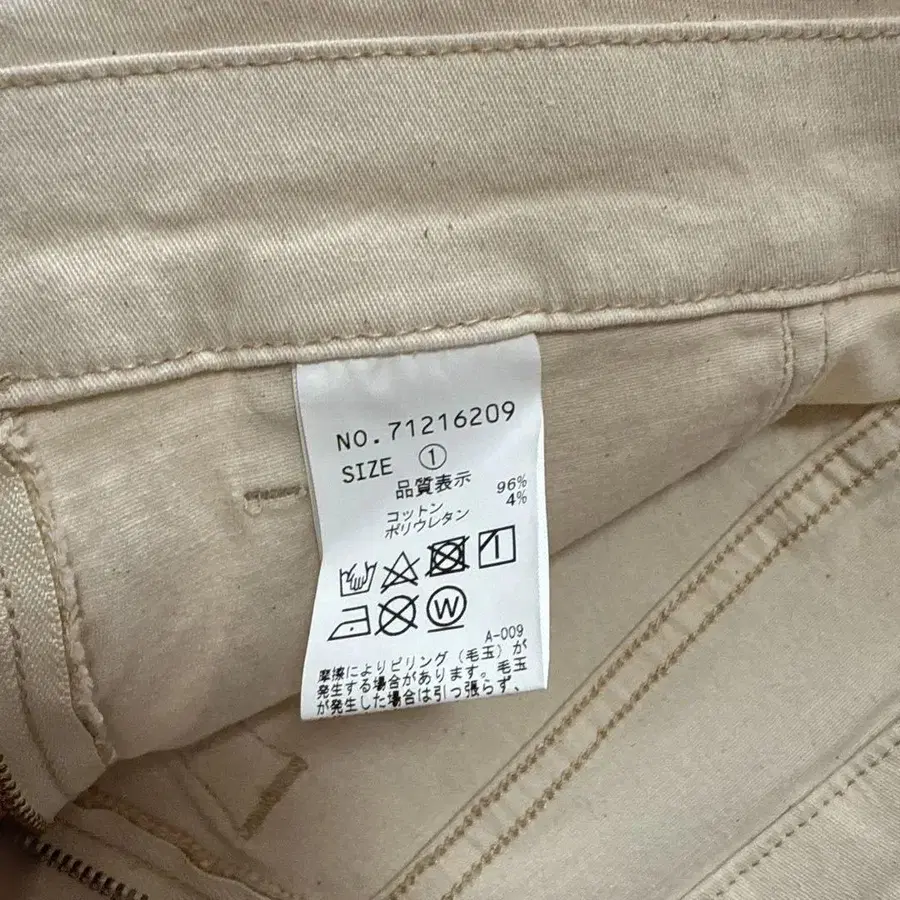 NO.71216209
SIZE ①
品質表示
コットン 96%
ポリウレタン 4%
W
A-009
摩擦によりピリング(毛玉)が
発生する場合があります。毛玉
が発生した場合は引っ張らず、